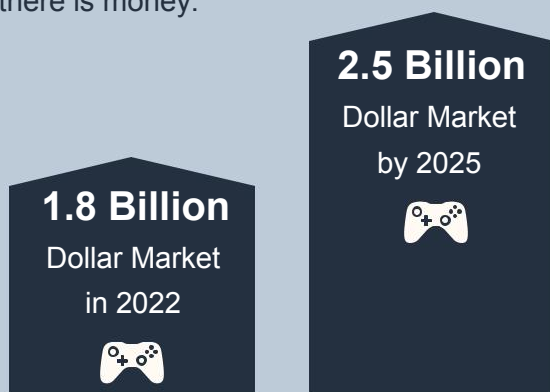 there is money.
2.5 Billion
Dollar Market
by 2025
1.8 Billion
Dollar Market
in 2022